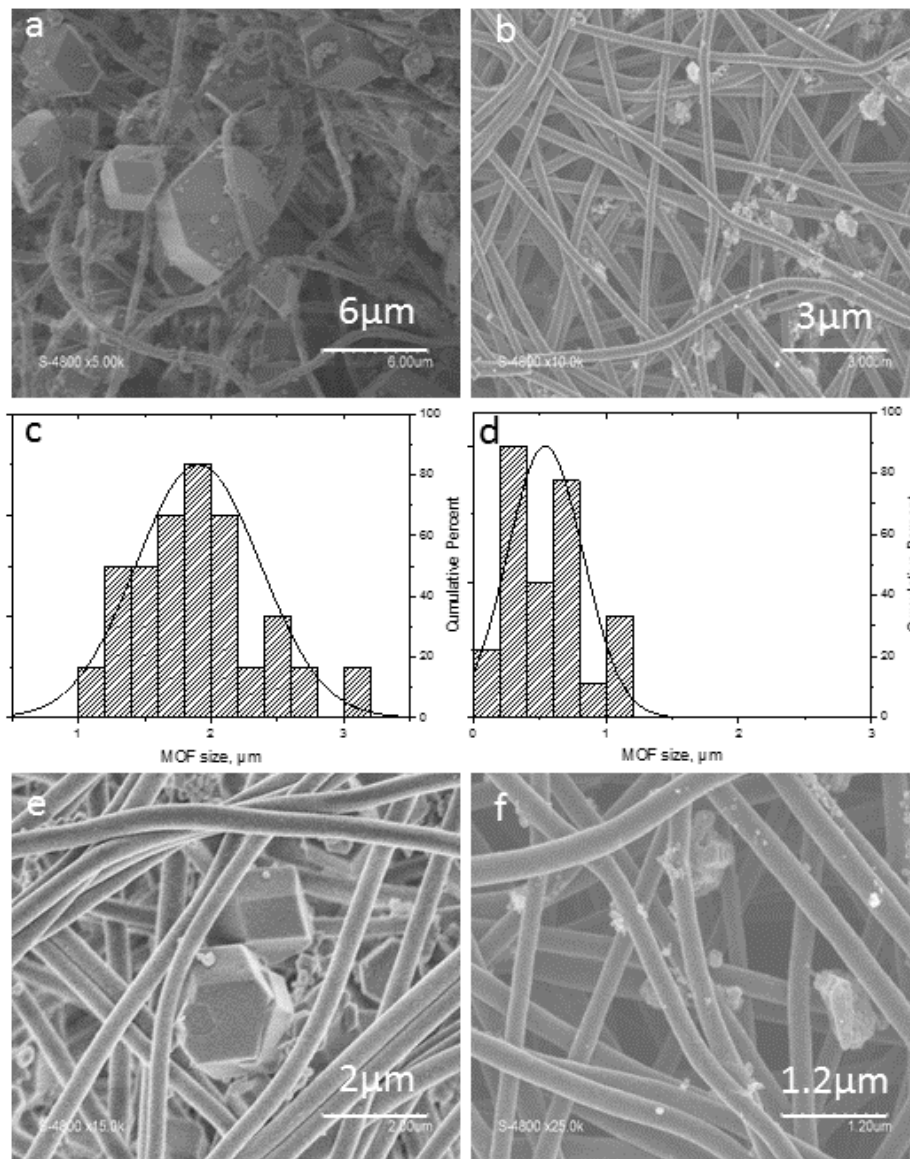 a
6µm
S-4800 x5.00k
6.00um
b
3µm
S-4800 x10.0k
3.00um
c
100
80
60
40
20
0
Cumulative Percent
1
2
3
MOF size, µm
d
100
80
60
40
20
0
0
1
2
3
MOF size, µm
e
2µm
S-4800 x15.0k
2.00um
f
1.2µm
S-4800 x25.0k
1.20um